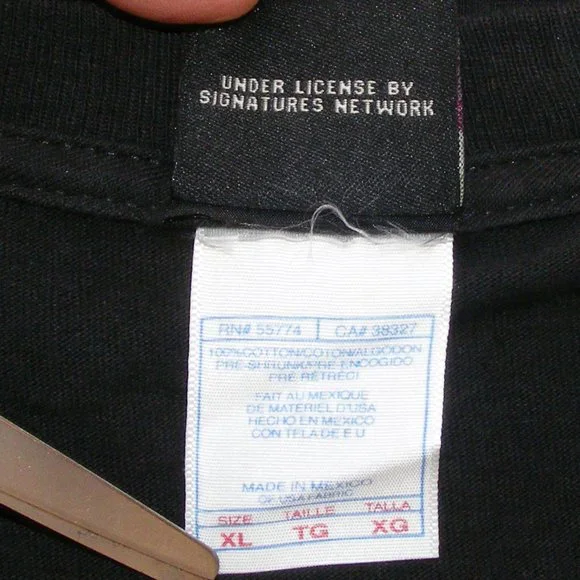 UNDER LICENSE BY
SIGNATURES NETWORK
RN# 55774 CA# 38327
100%COTTON/COTON/ALGODON
PRE-SHRUNK/PRE ENCOGIDO
PRE RÉTRÉCI
FAIT AU MEXIQUE
DE MATERIEL D'USA
HECHO EN MEXICO
CON TELA DE E U
MADE IN MEXICO
OF USA FABRIC
SIZE TAILLE TALLA
XL TG XG